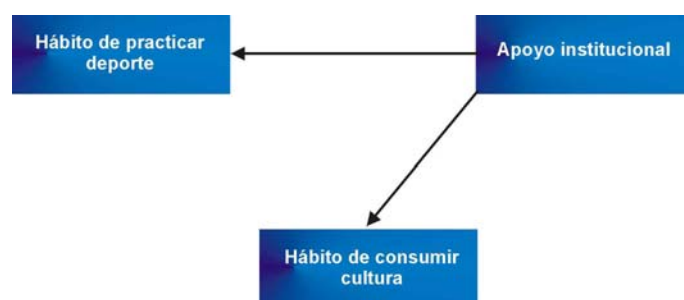 Hábito de practicar
deporte
Apoyo institucional
Hábito de consumir
cultura